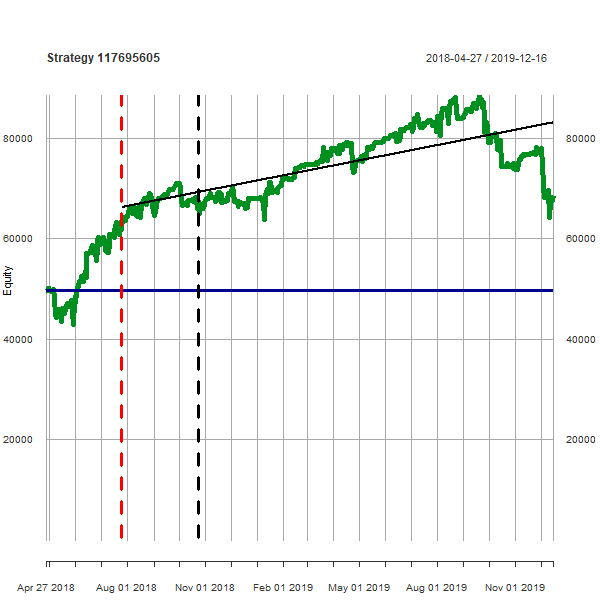 Strategy 117695605
2018-04-27 / 2019-12-16
80000
80000
60000
60000
Equity
40000
40000
20000
20000
Apr 27 2018
Aug 01 2018
Nov 01 2018
Feb 01 2019
May 01 2019
Aug 01 2019
Nov 01 2019